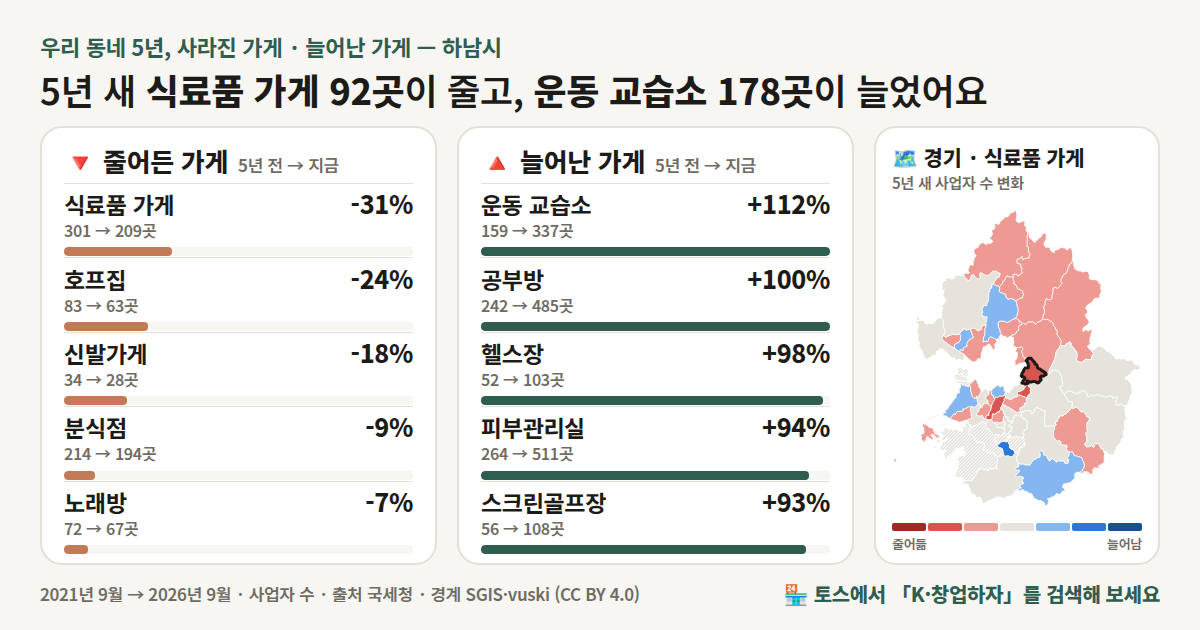 우리 동네 5년, 사라진 가게 · 늘어난 가게 — 하남시
5년 새 식료품 가게 92곳이 줄고, 운동 교습소 178곳이 늘었어요
줄어든 가게 5년 전 → 지금
식료품 가게 -31%
301 → 209곳
호프집 -24%
83 → 63곳
신발가게 -18%
34 → 28곳
분식점 -9%
214 → 194곳
노래방 -7%
72 → 67곳
늘어난 가게 5년 전 → 지금
운동 교습소 +112%
159 → 337곳
공부방 +100%
242 → 485곳
헬스장 +98%
52 → 103곳
피부관리실 +94%
264 → 511곳
스크린골프장 +93%
56 → 108곳
경기 · 식료품 가게
5년 새 사업자 수 변화
줄어듦 늘어남
2021년 9월 → 2026년 9월 · 사업자 수 · 출처 국세청 · 경계 SGIS·vuski (CC BY 4.0)
토스에서 「K·창업하자」를 검색해 보세요